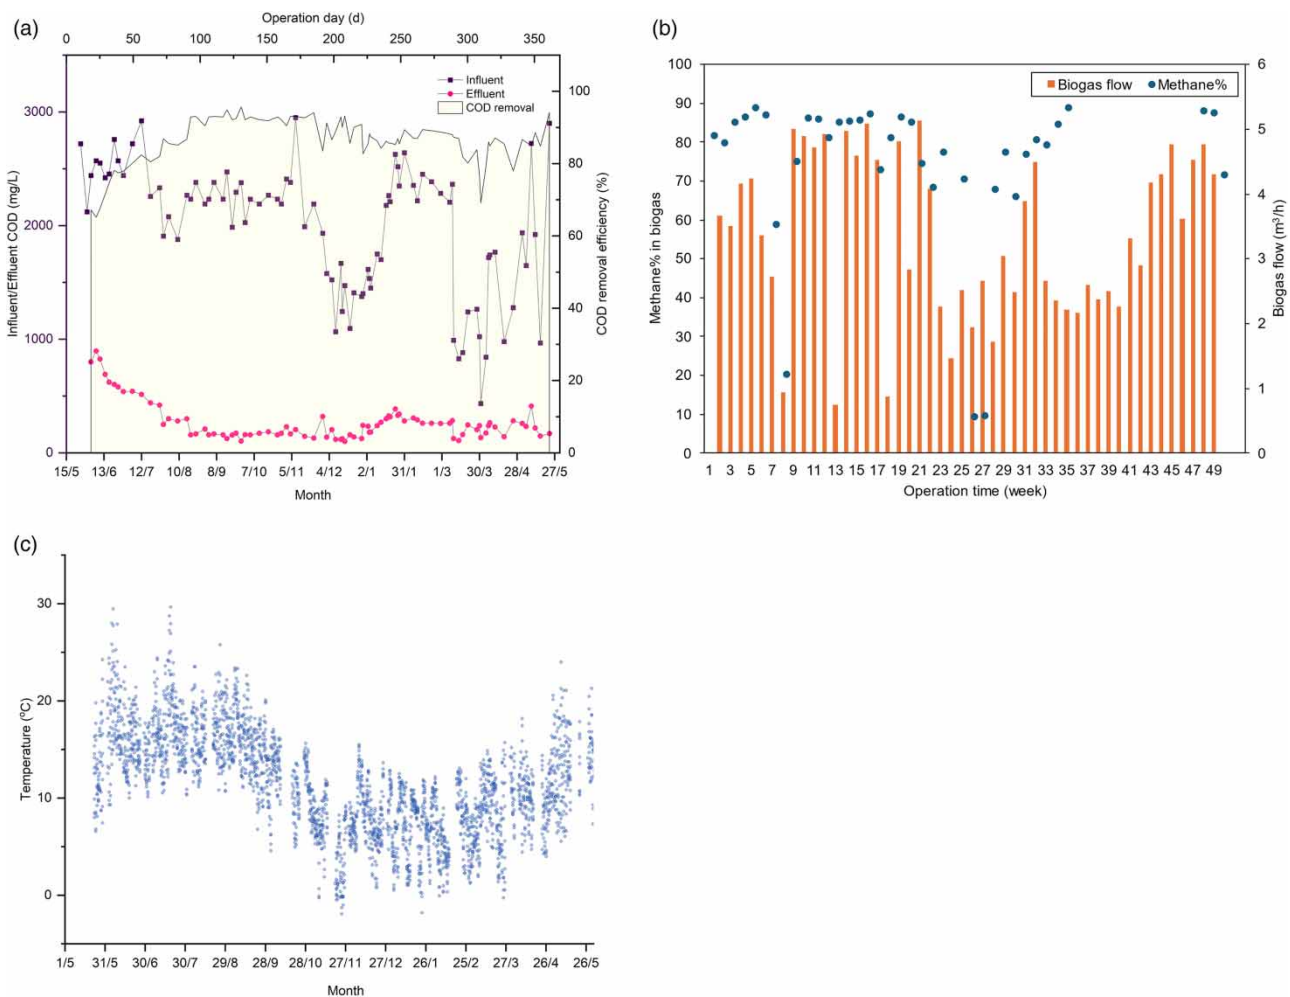 (a)
Operation day (d)
0 50 100 150 200 250 300 350
Influent
Effluent
COD removal
3000
2000
1000
0
Influent/Effluent COD (mg/L)
100
80
60
40
20
0
COD removal efficiency (%)
15/5 13/6 12/7 10/8 8/9 7/10 5/11 4/12 2/1 31/1 1/3 30/3 28/4 27/5
Month
(b)
Biogas flow Methane%
100
90
80
70
60
50
40
30
20
10
0
Methane% in biogas
6
5
4
3
2
1
0
Biogas flow (m³/h)
1 3 5 7 9 11 13 15 17 19 21 23 25 27 29 31 33 35 37 39 41 43 45 47 49
Operation time (week)
(c)
30
20
10
0
Temperature (°C)
1/5 31/5 30/6 30/7 29/8 28/9 28/10 27/11 27/12 26/1 25/2 27/3 26/4 26/5
Month